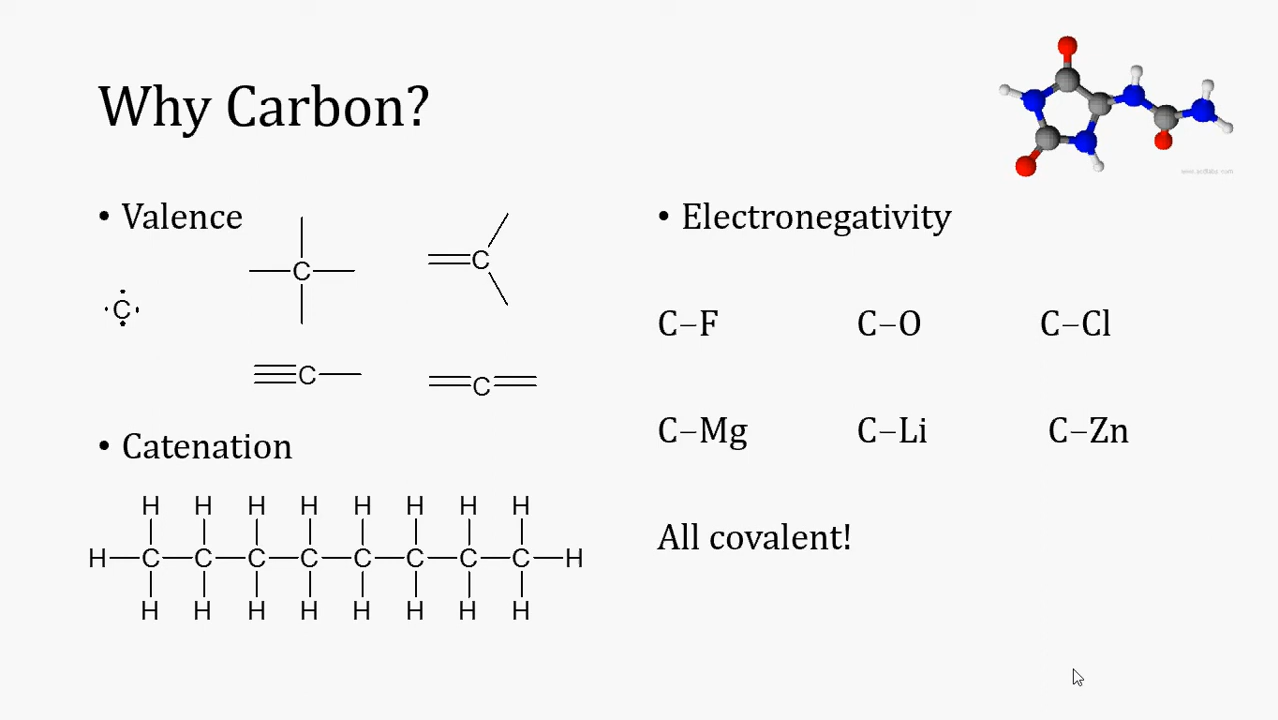 Why Carbon?
• Valence
·C·
C
C
C
C
• Catenation
H H H H H H H H
H C C C C C C C C H
H H H H H H H H
• Electronegativity
C–F C–O C–Cl
C–Mg C–Li C–Zn
All covalent!